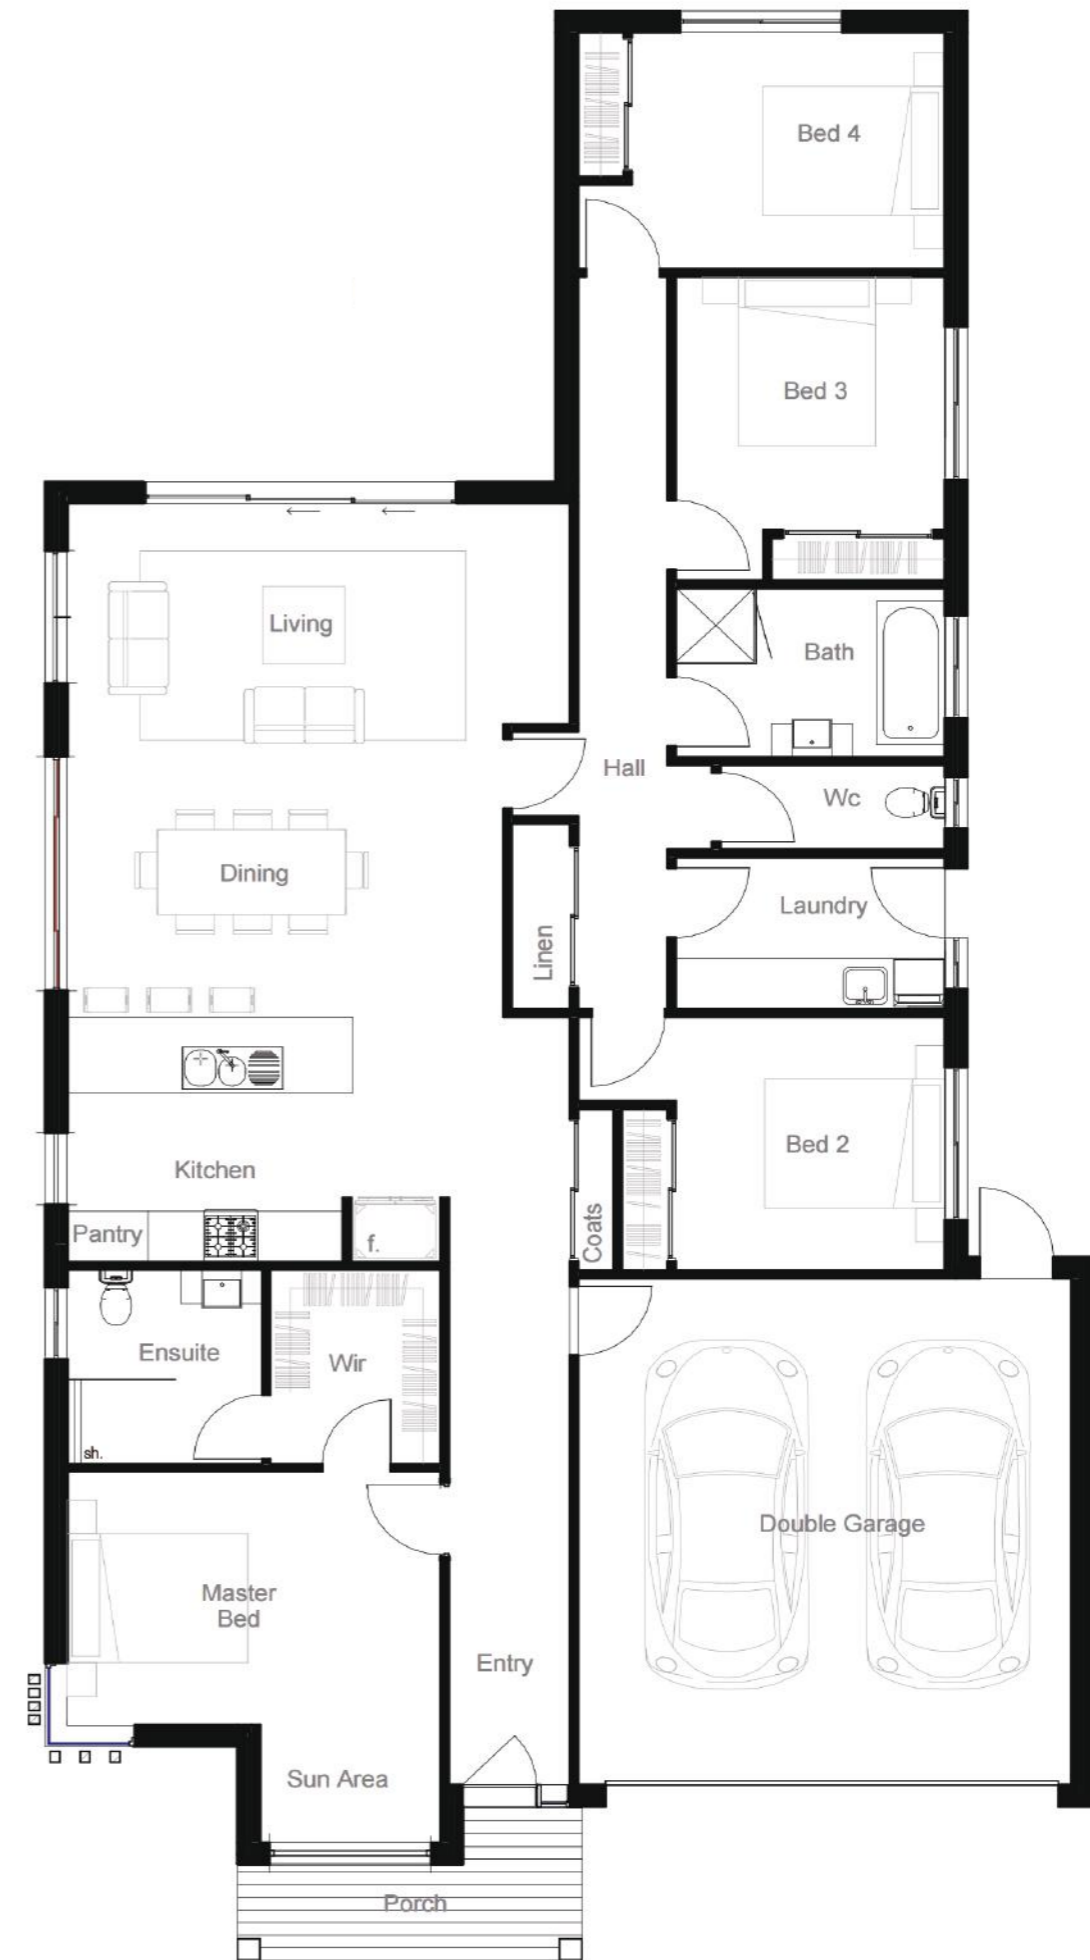 Bed 4
Bed 3
Living
Bath
Hall
Wc
Dining
Laundry
Linen
Bed 2
Kitchen
Pantry
f.
Coats
Ensuite
Wir
sh.
Double Garage
Master
Bed
Entry
Sun Area
Porch